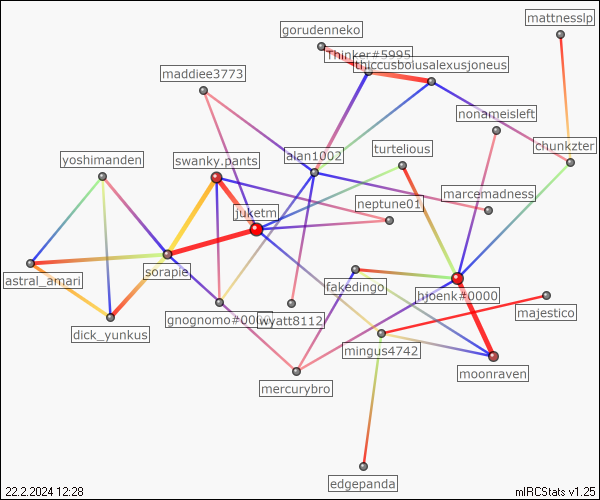 mattnesslp
gorudenneko
Thinker#5995
thiccusbolusalexusjoneus
maddiee3773
nonameisleft
chunkzter
turtelious
alan1002
yoshimanden
swanky.pants
marcemadness
neptune01
juketm
sorapie
astral_amari
fakedingo
hjoenk#0000
majestico
gnognomo#00
wyatt8112
dick_yunkus
mingus4742
moonraven
mercurybro
edgepanda
22.2.2024 12:28
mIRCStats v1.25